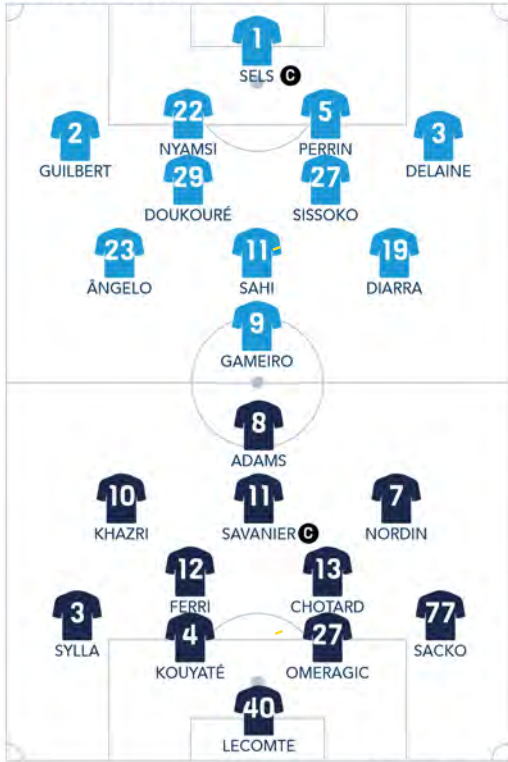 1
SELS C
22
NYAMSI
5
PERRIN
2
GUILBERT
3
DELAINE
29
DOUKOURÉ
27
SISSOKO
23
ÂNGELO
11
SAHI
19
DIARRA
9
GAMEIRO
8
ADAMS
10
KHAZRI
11
SAVANIER C
7
NORDIN
12
FERRI
13
CHOTARD
3
SYLLA
77
SACKO
4
KOUYATÉ
27
OMERAGIC
40
LECOMTE